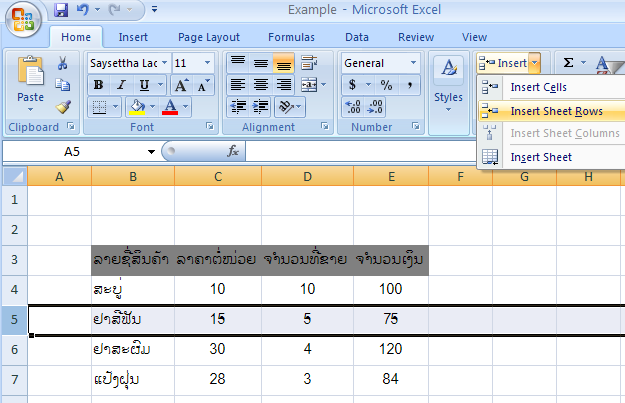 Example - Microsoft Excel
Home Insert Page Layout Formulas Data Review View
Saysettha Lao 11 General Insert Σ
Paste B I U A A $ % , Styles Insert Cells
Insert Sheet Rows
Insert Sheet Columns
Clipboard Font Alignment Number Insert Sheet
A5 fx
A B C D E F G H
1
2
3 ລາຍຊື່ສິນຄ້າ ລາຄາຕໍ່ໜ່ວຍ ຈຳນວນທີ່ຂາຍ ຈຳນວນເງິນ
4 ສະບູ່ 10 10 100
5 ຢາສີຟັນ 15 5 75
6 ຢາສະຜົມ 30 4 120
7 ແປ້ງຝຸ່ນ 28 3 84